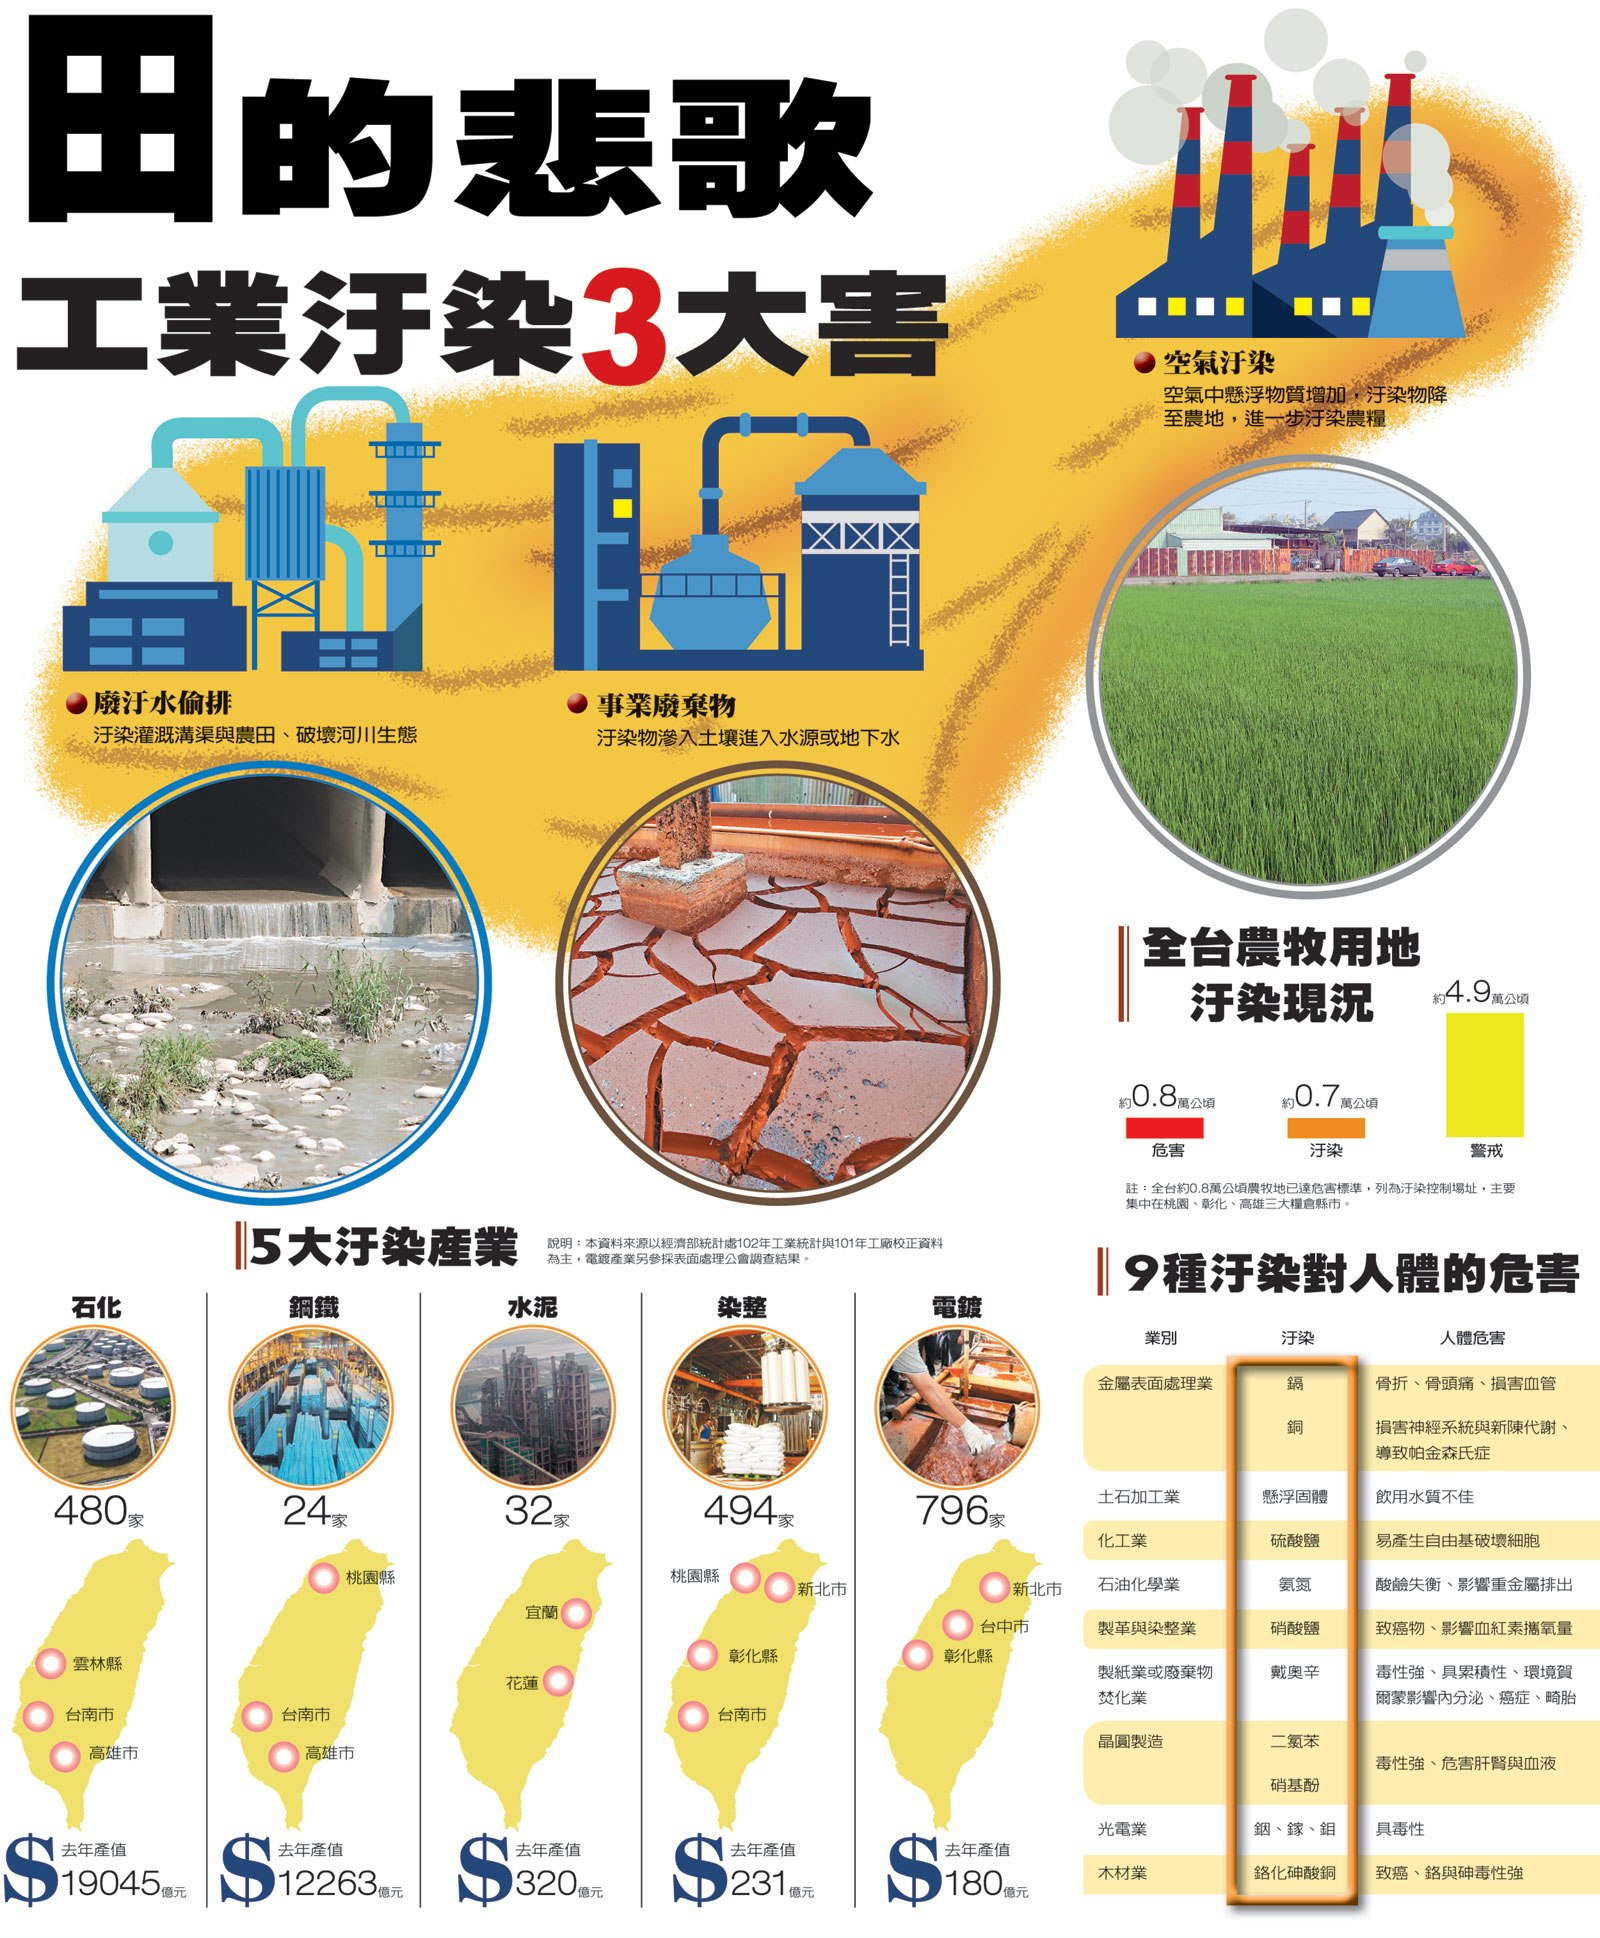 田的悲歌
工業汙染3大害
空氣汙染
空氣中懸浮物質增加，汙染物降
至農地，進一步汙染農糧
廢汙水偷排
汙染灌溉溝渠與農田、破壞河川生態
事業廢棄物
汙染物滲入土壤進入水源或地下水
全台農牧用地
汙染現況
約4.9萬公頃
約0.8萬公頃
約0.7萬公頃
危害
汙染
警戒
註：全台約0.8萬公頃農牧地已達危害標準，列為汙染控制場址，主要
集中在桃園、彰化、高雄三大糧倉縣市。
5大汙染產業
說明：本資料來源以經濟部統計處102年工業統計與101年工廠校正資料
為主，電鍍產業另參採表面處理公會調查結果。
石化
480家
雲林縣
台南市
高雄市
$去年產值
19045億元
鋼鐵
24家
桃園縣
台南市
高雄市
$去年產值
12263億元
水泥
32家
宜蘭
花蓮
$去年產值
320億元
染整
494家
桃園縣
新北市
彰化縣
台南市
$去年產值
231億元
電鍍
796家
新北市
台中市
彰化縣
$去年產值
180億元
9種汙染對人體的危害
業別 汙染 人體危害
金屬表面處理業 鎘 骨折、骨頭痛、損害血管
銅 損害神經系統與新陳代謝、
導致帕金森氏症
土石加工業 懸浮固體 飲用水質不佳
化工業 硫酸鹽 易產生自由基破壞細胞
石油化學業 氨氮 酸鹼失衡、影響重金屬排出
製革與染整業 硝酸鹽 致癌物、影響血紅素攜氧量
製紙業或廢棄物 戴奧辛 毒性強、具累積性、環境賀
焚化業 爾蒙影響內分泌、癌症、畸胎
晶圓製造 二氯苯
毒性強、危害肝腎與血液
硝基酚
光電業 銦、鎵、鉬 具毒性
木材業 鉻化砷酸銅 致癌、鉻與砷毒性強